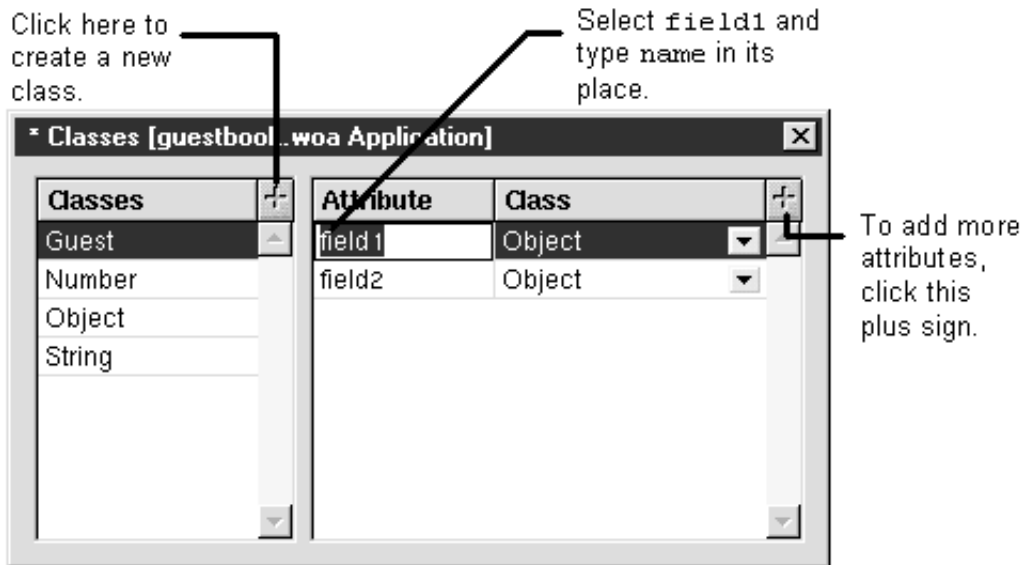 Click here to
create a new
class.
Select field1 and
type name in its
place.
* Classes [guestbook.woa Application]
Classes
Attribute
Class
Guest
field1
Object
Number
field2
Object
Object
String
To add more
attributes,
click this
plus sign.